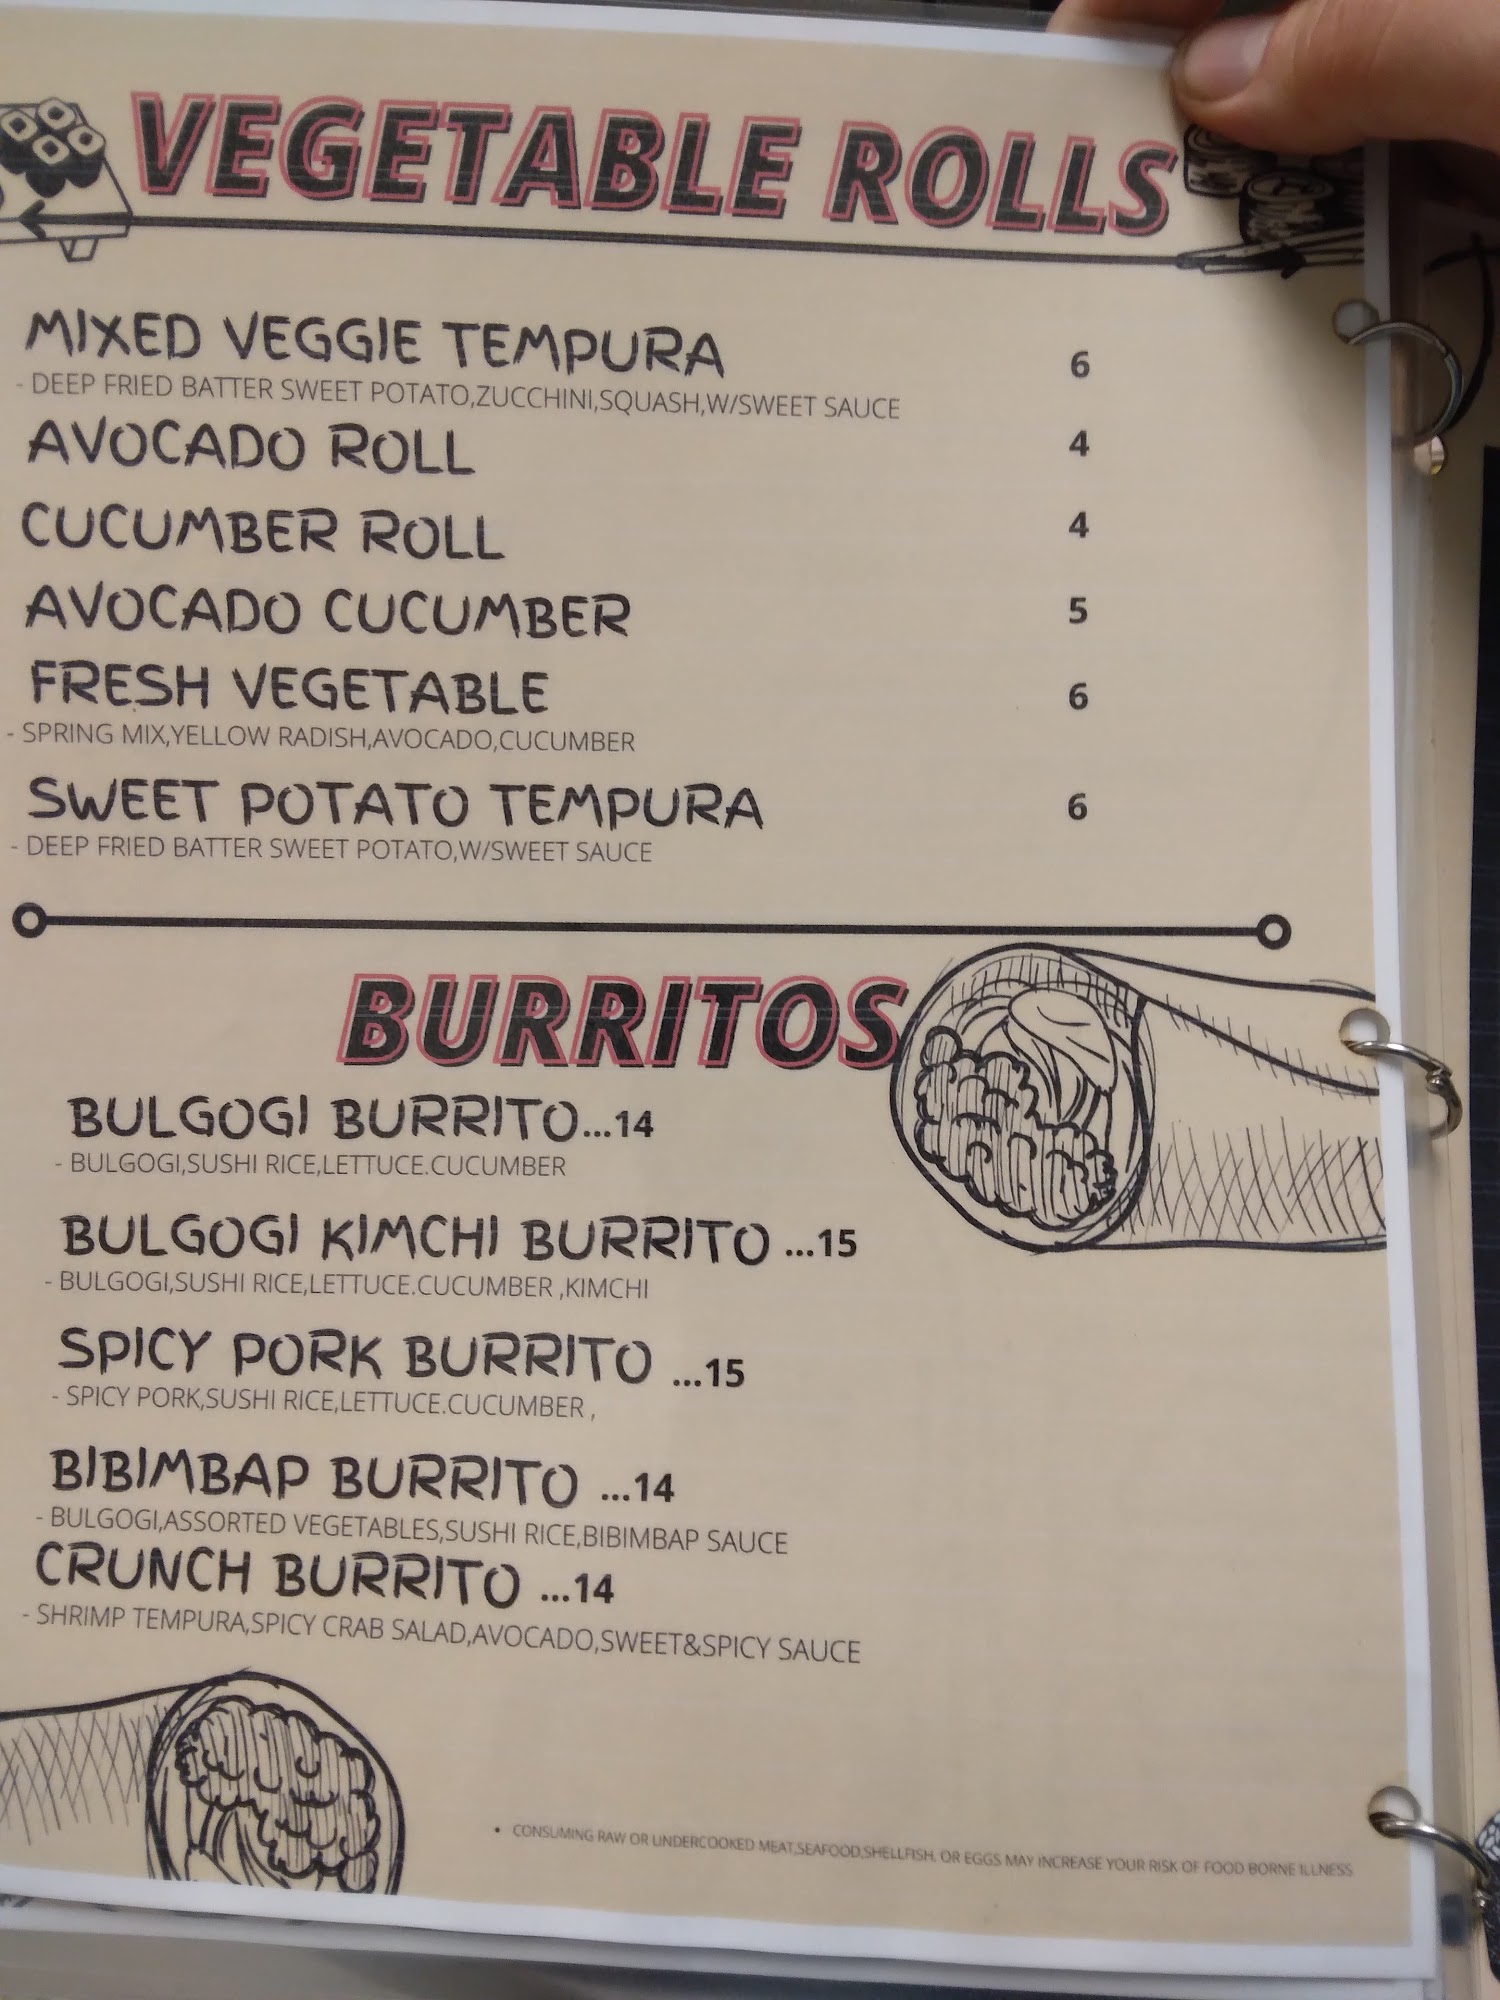 VEGETABLE ROLLS
MIXED VEGGIE TEMPURA 6
- DEEP FRIED BATTER SWEET POTATO,ZUCCHINI,SQUASH,W/SWEET SAUCE
AVOCADO ROLL 4
CUCUMBER ROLL 4
AVOCADO CUCUMBER 5
FRESH VEGETABLE 6
- SPRING MIX,YELLOW RADISH,AVOCADO,CUCUMBER
SWEET POTATO TEMPURA 6
- DEEP FRIED BATTER SWEET POTATO,W/SWEET SAUCE
BURRITOS
BULGOGI BURRITO...14
- BULGOGI,SUSHI RICE,LETTUCE.CUCUMBER
BULGOGI KIMCHI BURRITO ...15
- BULGOGI,SUSHI RICE,LETTUCE.CUCUMBER ,KIMCHI
SPICY PORK BURRITO ...15
- SPICY PORK,SUSHI RICE,LETTUCE.CUCUMBER ,
BIBIMBAP BURRITO ...14
- BULGOGI,ASSORTED VEGETABLES,SUSHI RICE,BIBIMBAP SAUCE
CRUNCH BURRITO ...14
- SHRIMP TEMPURA,SPICY CRAB SALAD,AVOCADO,SWEET&SPICY SAUCE
• CONSUMING RAW OR UNDERCOOKED MEAT,SEAFOOD,SHELLFISH, OR EGGS MAY INCREASE YOUR RISK OF FOOD BORNE ILLNESS